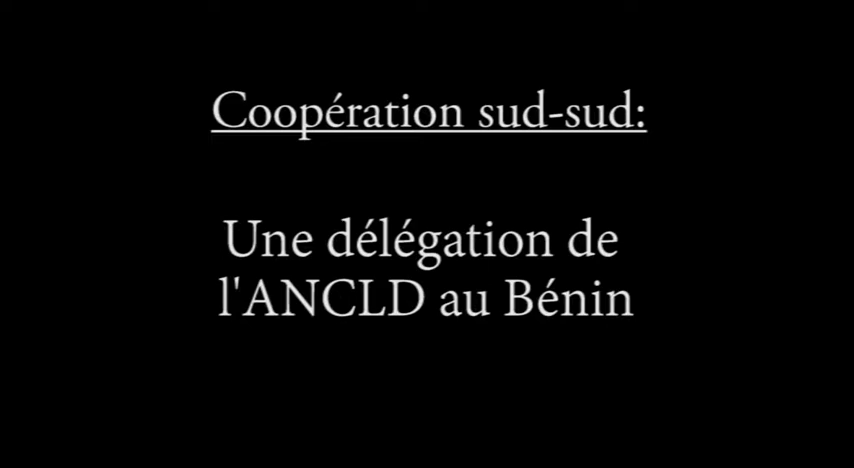 Coopération sud-sud:
Une délégation de
l'ANCLD au Bénin